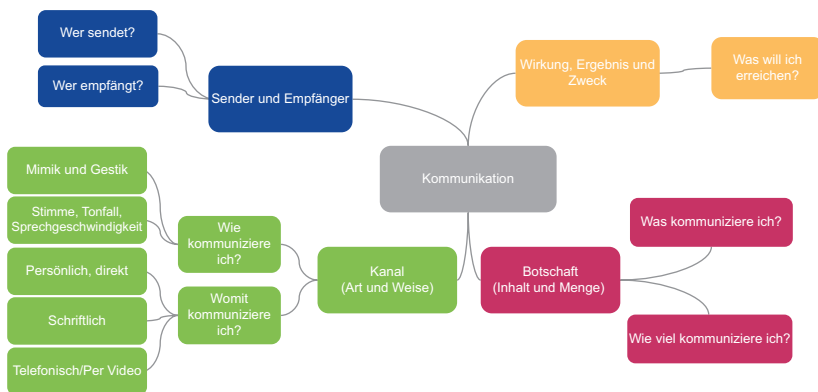 Wer sendet?
Wer empfängt?
Sender und Empfänger
Wirkung, Ergebnis und
Zweck
Was will ich
erreichen?
Kommunikation
Mimik und Gestik
Stimme, Tonfall,
Sprechgeschwindigkeit
Persönlich, direkt
Schriftlich
Telefonisch/Per Video
Wie
kommuniziere
ich?
Womit
kommuniziere
ich?
Kanal
(Art und Weise)
Botschaft
(Inhalt und Menge)
Was kommuniziere ich?
Wie viel kommuniziere ich?